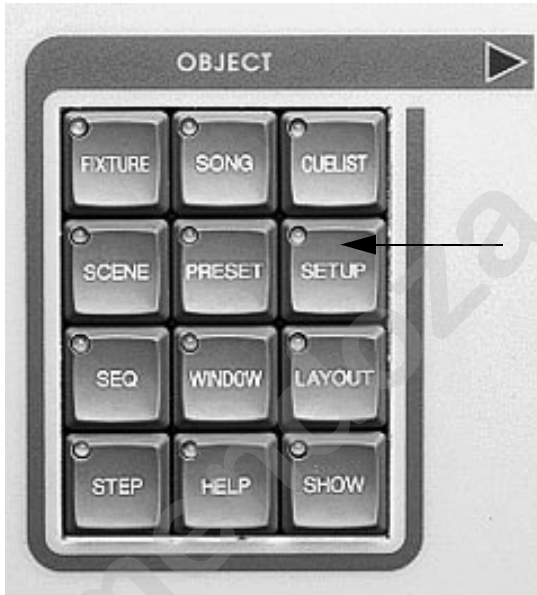 OBJECT
FIXTURE SONG CUELIST
SCENE PRESET SETUP
SEQ WINDOW LAYOUT
STEP HELP SHOW